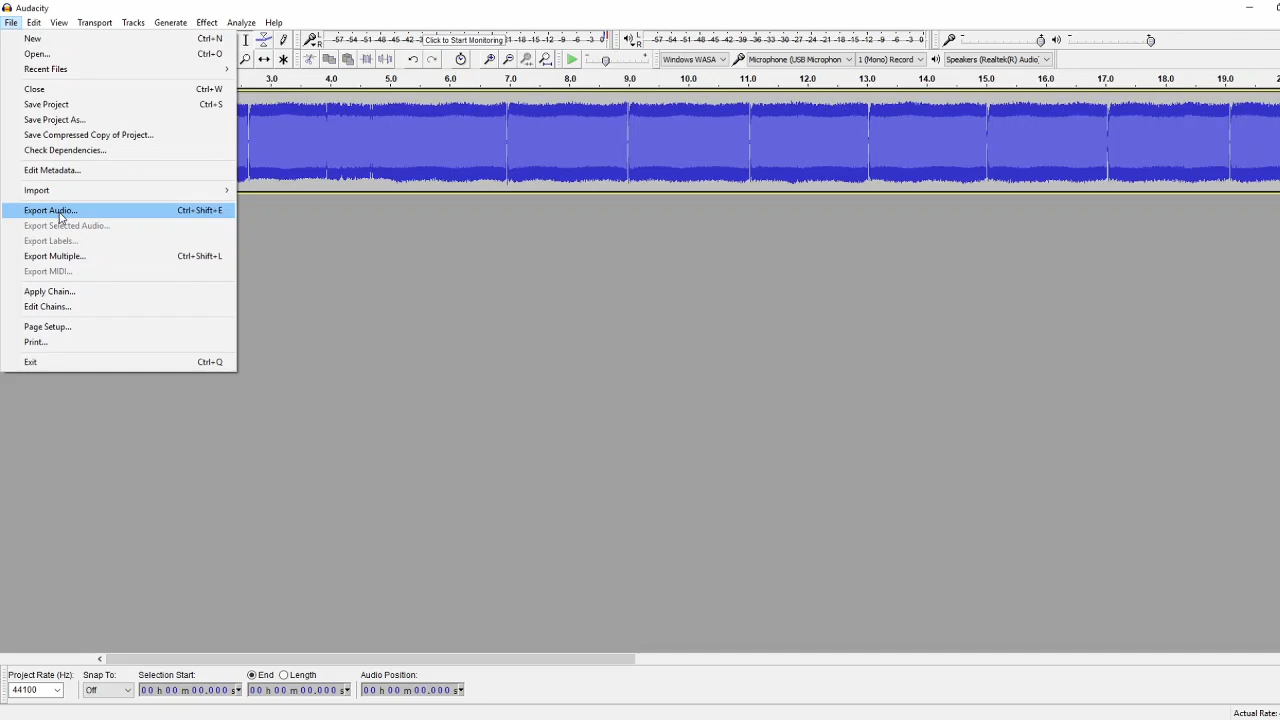 Audacity
File Edit View Transport Tracks Generate Effect Analyze Help
New Ctrl+N
Open... Ctrl+O
Recent Files
Close Ctrl+W
Save Project Ctrl+S
Save Project As...
Save Compressed Copy of Project...
Check Dependencies...
Edit Metadata...
Import
Export Audio... Ctrl+Shift+E
Export Selected Audio...
Export Labels...
Export Multiple... Ctrl+Shift+L
Export MIDI...
Apply Chain...
Edit Chains...
Page Setup...
Print...
Exit Ctrl+Q
L R -57 -54 -51 -48 -45 -42 Click to Start Monitoring -18 -15 -12 -9 -6 -3 0
L R -57 -54 -51 -48 -45 -42 -39 -36 -33 -30 -27 -24 -21 -18 -15 -12 -9 -6 -3 0
Windows WASA Microphone (USB Microphon 1 (Mono) Record Speakers (Realtek(R) Audio)
3.0 4.0 5.0 6.0 7.0 8.0 9.0 10.0 11.0 12.0 13.0 14.0 15.0 16.0 17.0 18.0 19.0
Project Rate (Hz): Snap To: Selection Start: End Length Audio Position:
44100 Off 00 h 00 m 00.000 s 00 h 00 m 00.000 s 00 h 00 m 00.000 s
Actual Rate: